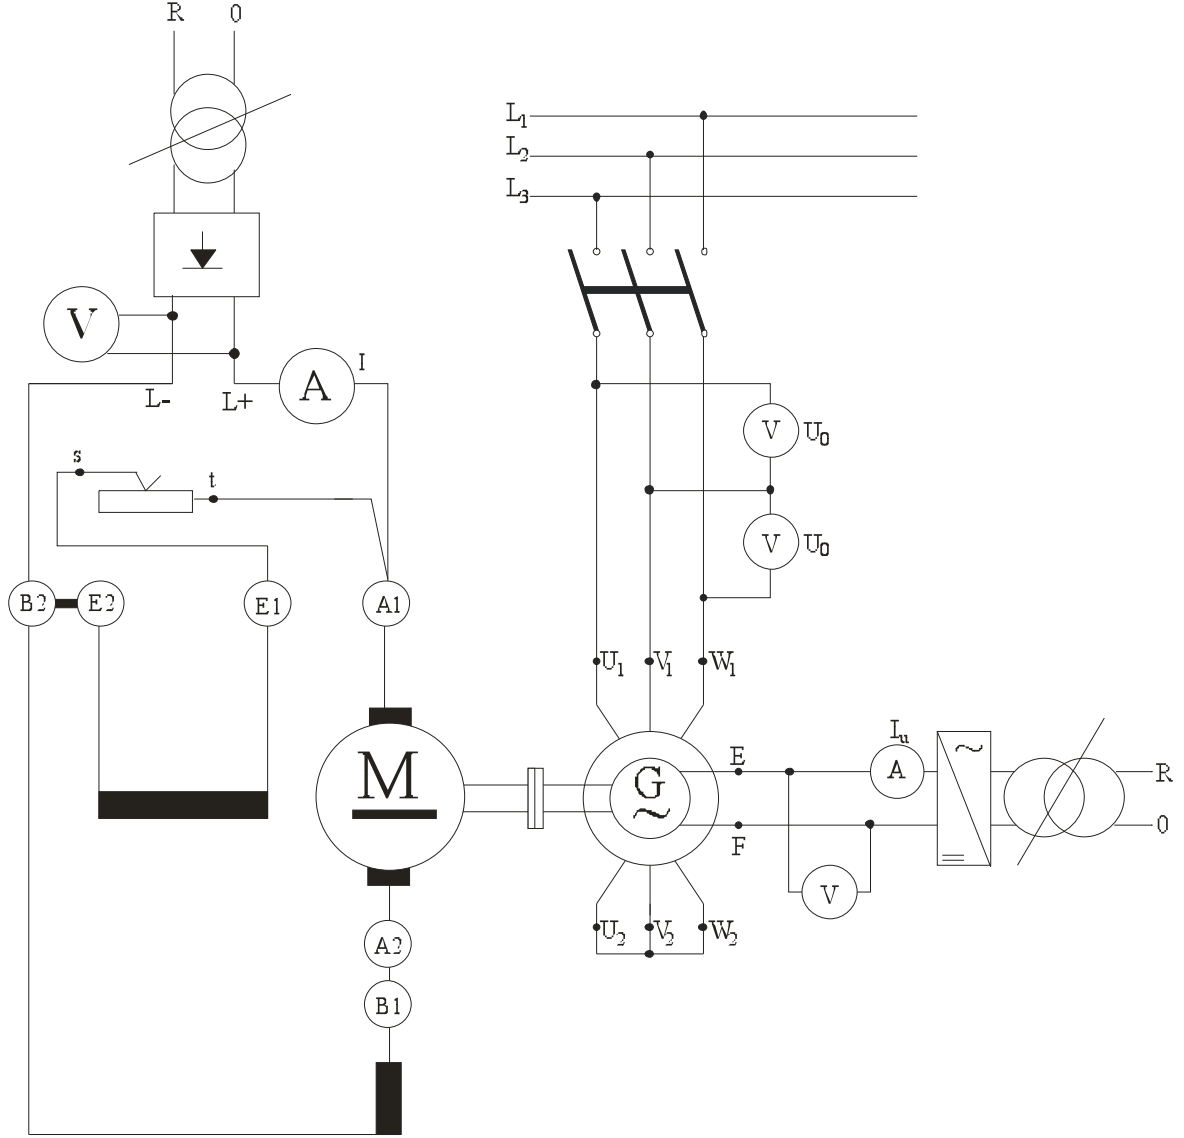 R 0
L1
L2
L3
V
A I
L- L+
V U0
s
t
V U0
B2 E2 E1 A1
U1 V1 W1
M
G
~
E
Iu
A
~
=
R
0
F
V
U2 V2 W2
A2
B1